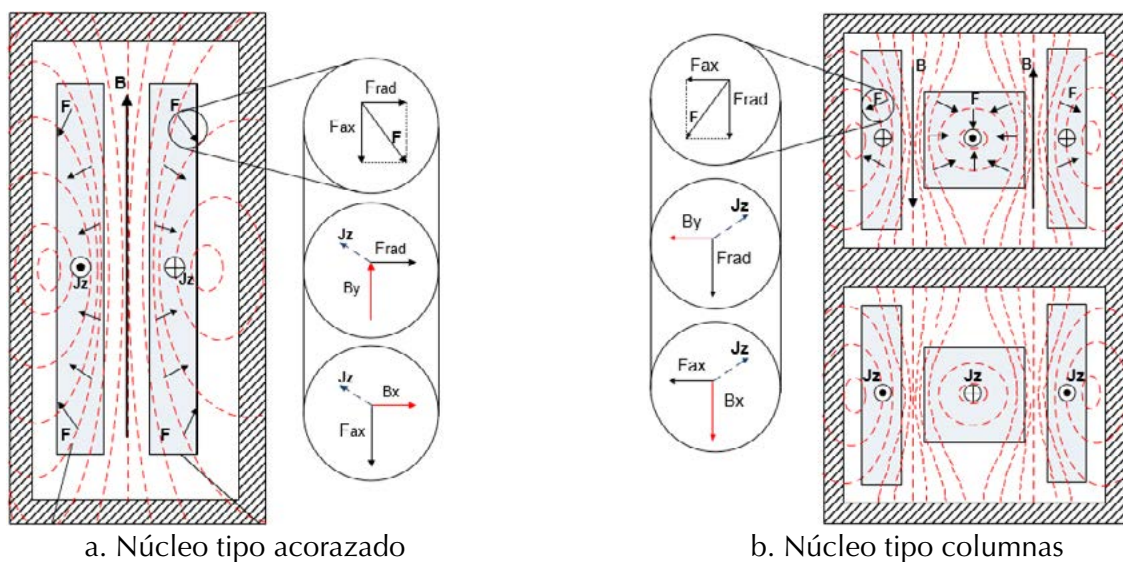 B
F
F
Jz
Jz
F
F
Frad
Fax
F
Jz
Frad
By
Jz
Bx
Fax
a. Núcleo tipo acorazado
Fax
F
Frad
By
Jz
Frad
Fax
Jz
Bx
B
B
F
F
F
Jz
Jz
Jz
b. Núcleo tipo columnas